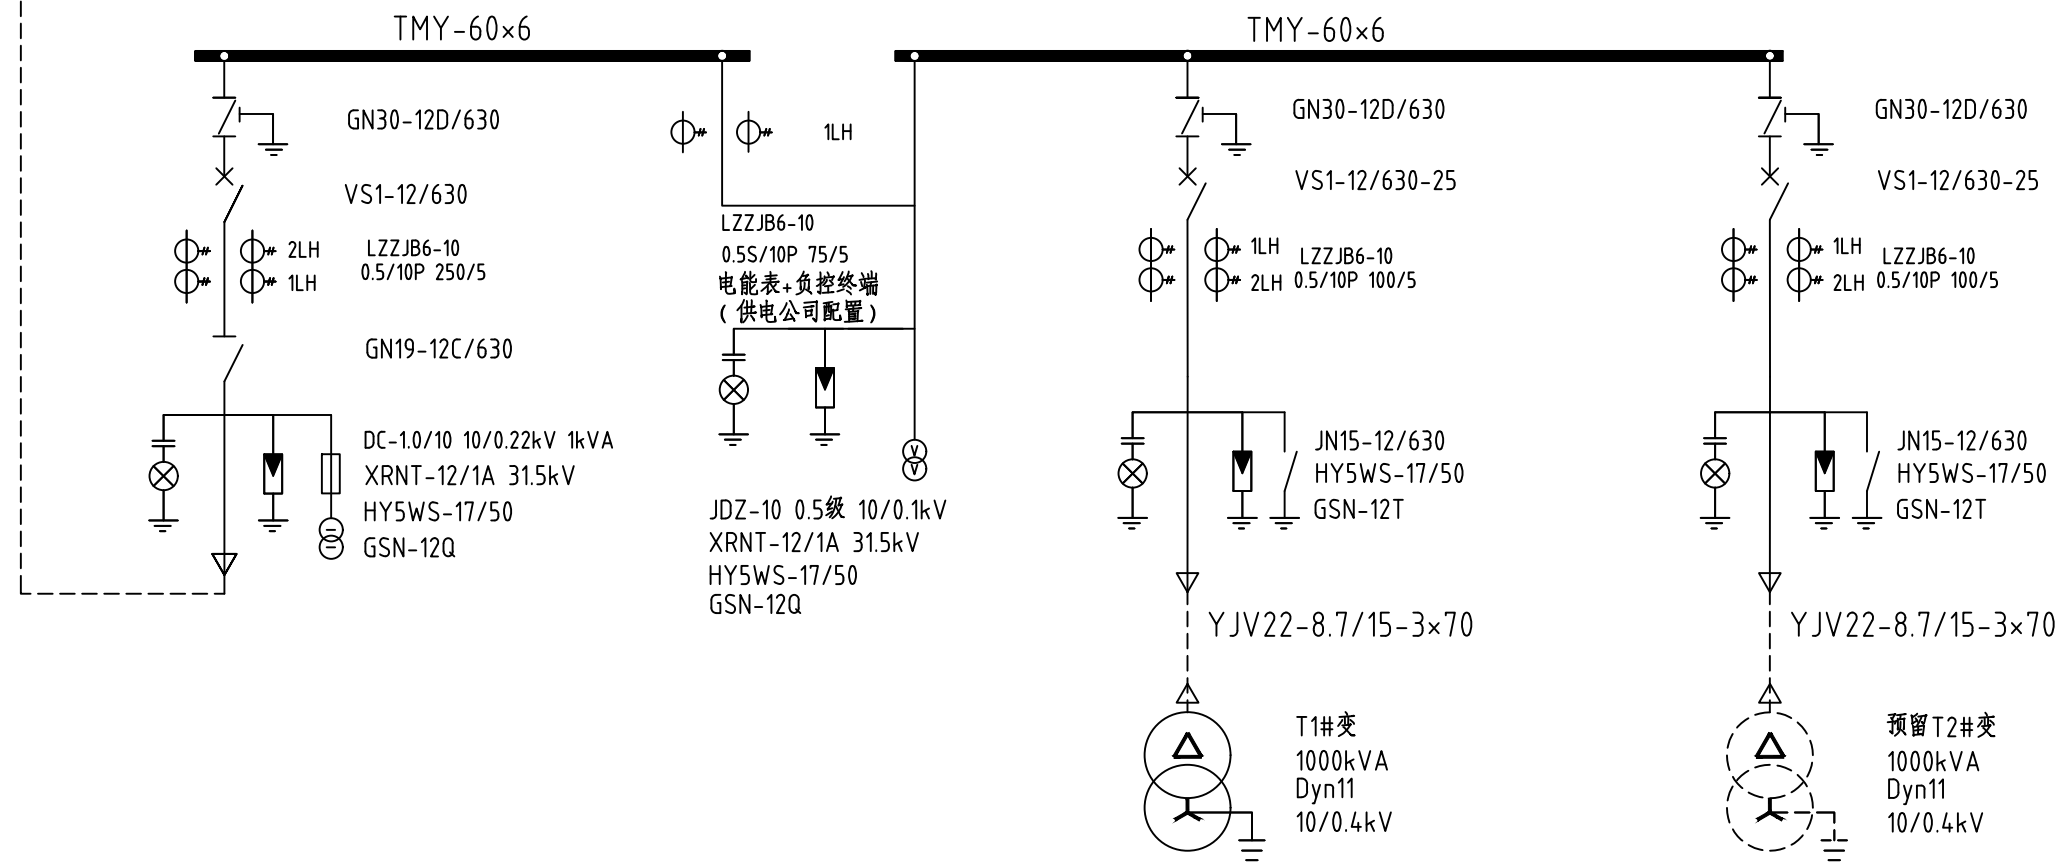 TMY-60×6
GN30-12D/630
VS1-12/630
2LH
1LH
LZZJB6-10
0.5/10P 250/5
GN19-12C/630
DC-1.0/10 10/0.22kV 1kVA
XRNT-12/1A 31.5kV
HY5WS-17/50
GSN-12Q
1LH
LZZJB6-10
0.5S/10P 75/5
电能表+负控终端
(供电公司配置)
V
V
JDZ-10 0.5级 10/0.1kV
XRNT-12/1A 31.5kV
HY5WS-17/50
GSN-12Q
TMY-60×6
GN30-12D/630
VS1-12/630-25
1LH
2LH
LZZJB6-10
0.5/10P 100/5
JN15-12/630
HY5WS-17/50
GSN-12T
YJV22-8.7/15-3×70
T1#变
1000kVA
Dyn11
10/0.4kV
GN30-12D/630
VS1-12/630-25
1LH
2LH
LZZJB6-10
0.5/10P 100/5
JN15-12/630
HY5WS-17/50
GSN-12T
YJV22-8.7/15-3×70
预留T2#变
1000kVA
Dyn11
10/0.4kV